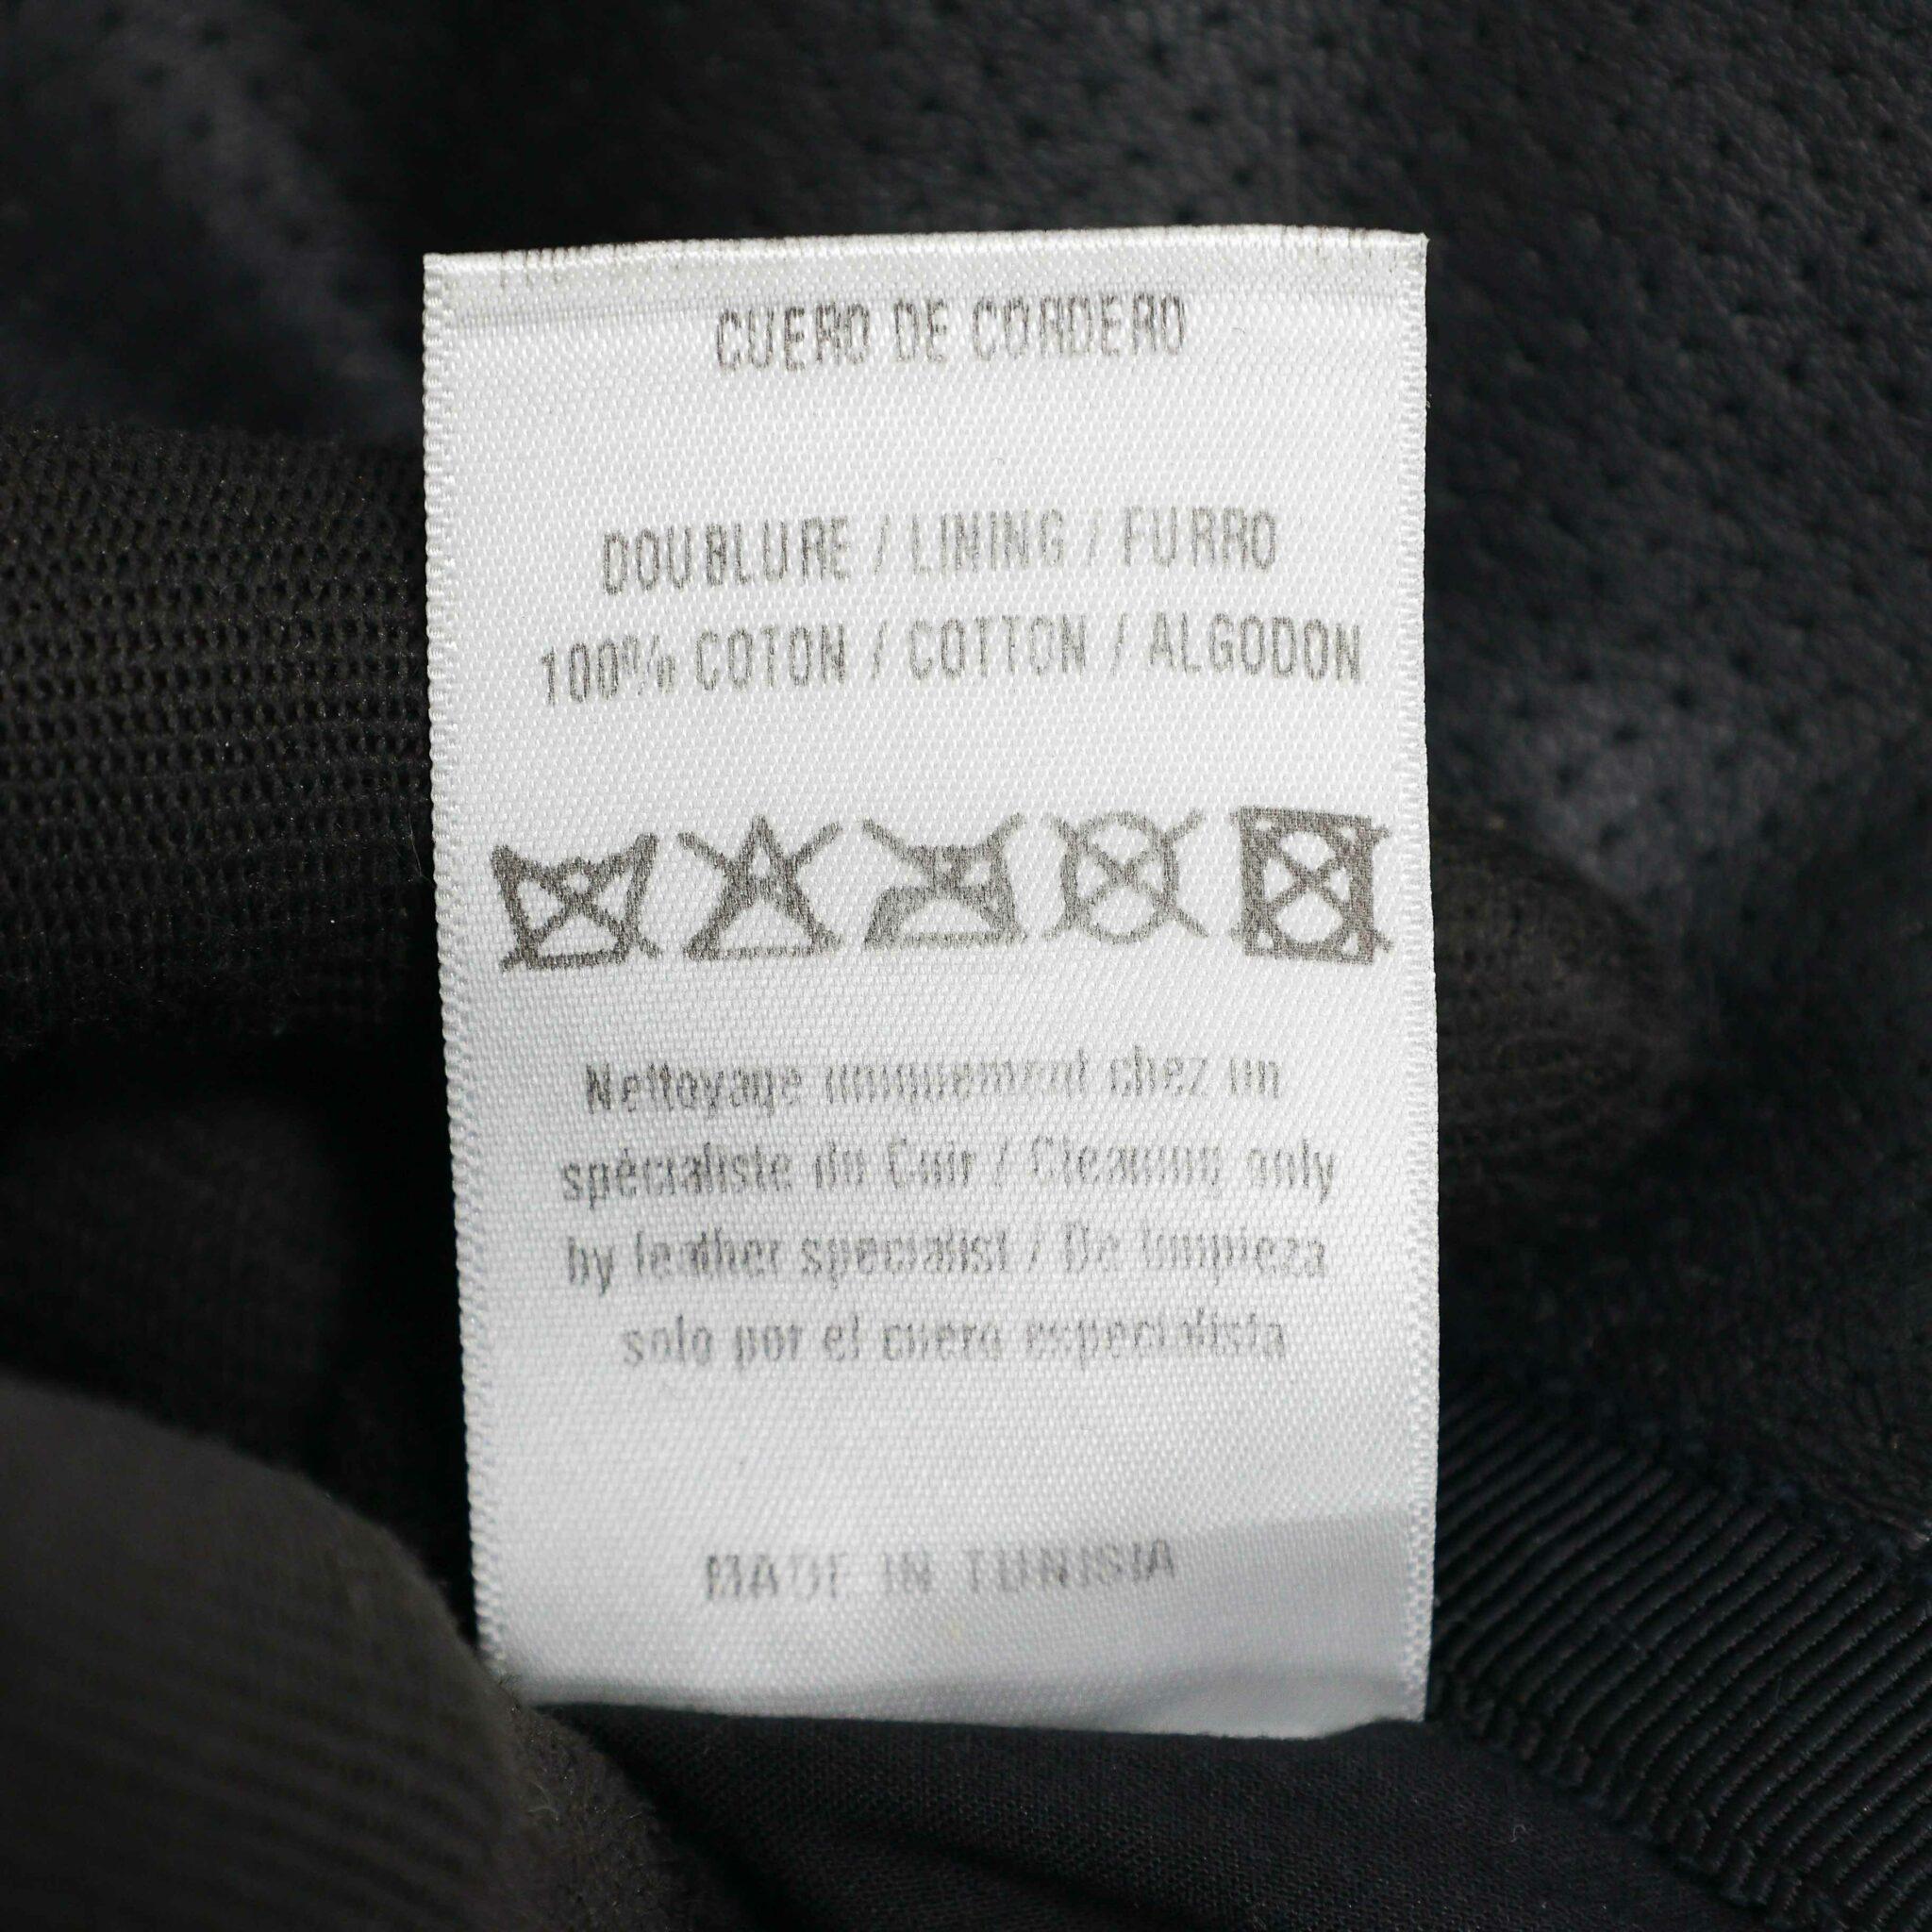 CUERO DE CORDERO
DOUBLURE / LINING / FURRO
100% COTON / COTTON / ALGODON
Nettoyage uniquement chez un
spécialiste du Cuir / Cleaning only
by leather specialist / De limpieza
solo por el cuero especialista
MADE IN TUNISIA